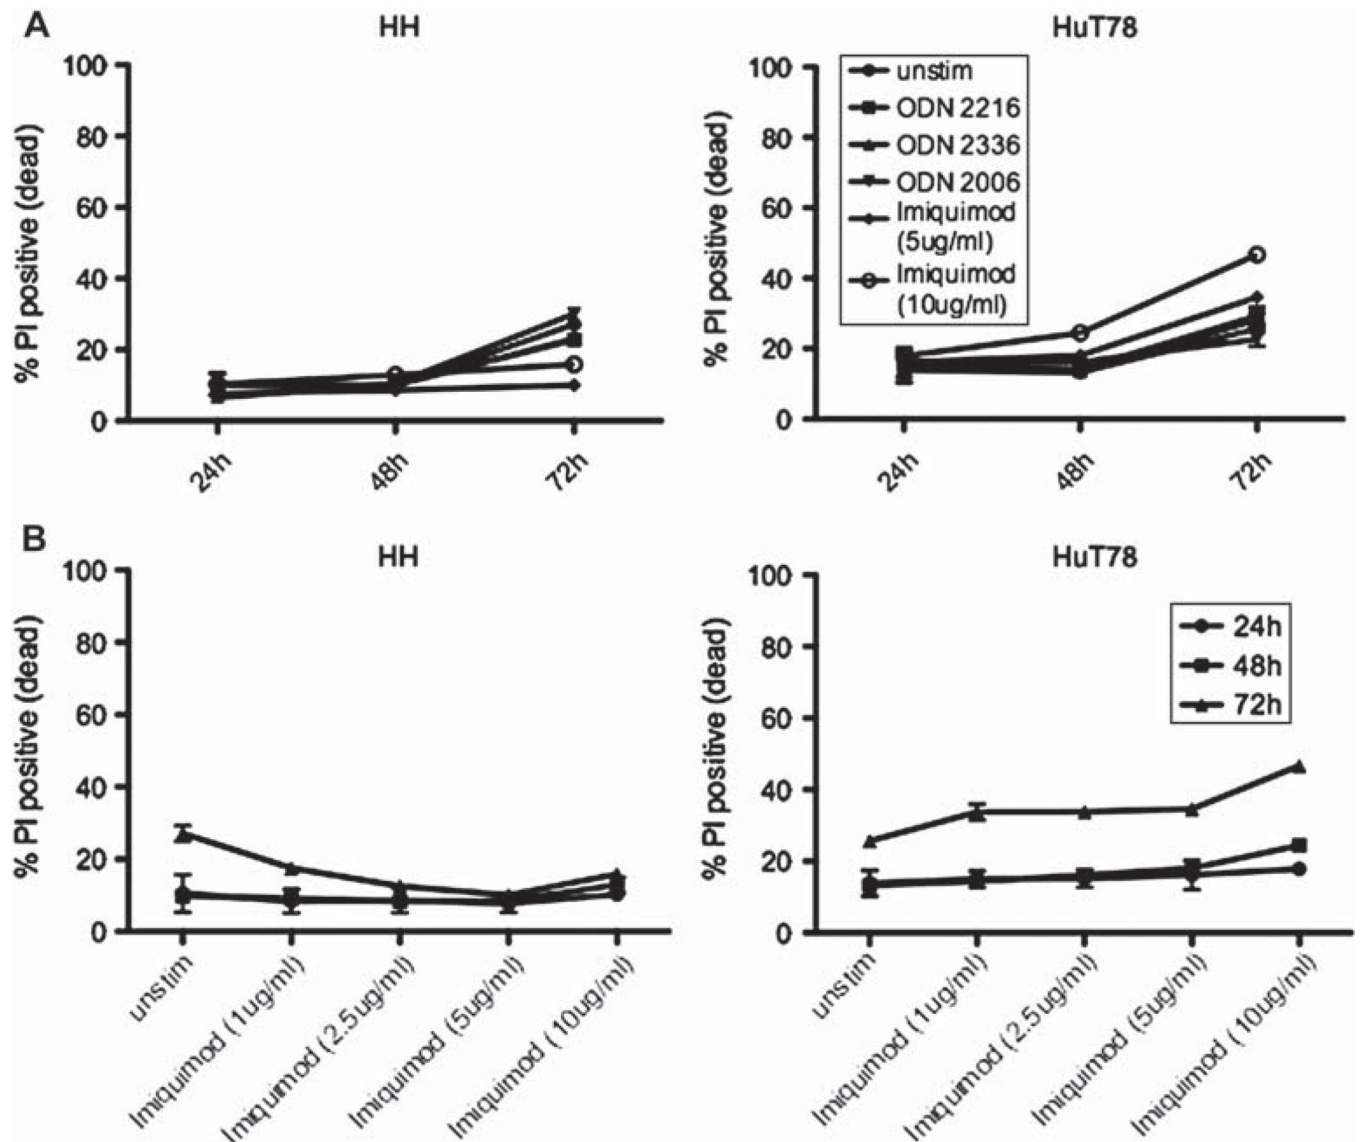 A
HH
HuT78
% PI positive (dead)
100
80
60
40
20
0
24h
48h
72h
% PI positive (dead)
100
80
60
40
20
0
unstim
ODN 2216
ODN 2336
ODN 2006
Imiquimod
(5ug/ml)
Imiquimod
(10ug/ml)
24h
48h
72h
B
HH
HuT78
% PI positive (dead)
100
80
60
40
20
0
unstim
Imiquimod (1ug/ml)
Imiquimod (2.5ug/ml)
Imiquimod (5ug/ml)
Imiquimod (10ug/ml)
% PI positive (dead)
100
80
60
40
20
0
24h
48h
72h
unstim
Imiquimod (1ug/ml)
Imiquimod (2.5ug/ml)
Imiquimod (5ug/ml)
Imiquimod (10ug/ml)